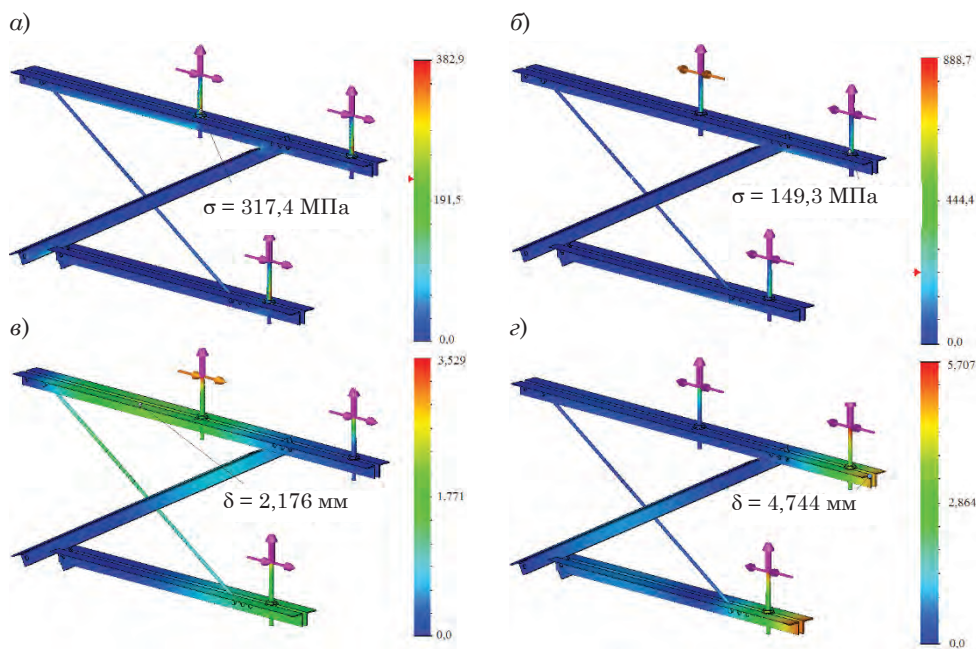 а)
382,9
191,5
0,0
σ = 317,4 МПа
б)
888,7
444,4
0,0
σ = 149,3 МПа
в)
3,529
1,771
0,0
δ = 2,176 мм
г)
5,707
2,864
0,0
δ = 4,744 мм